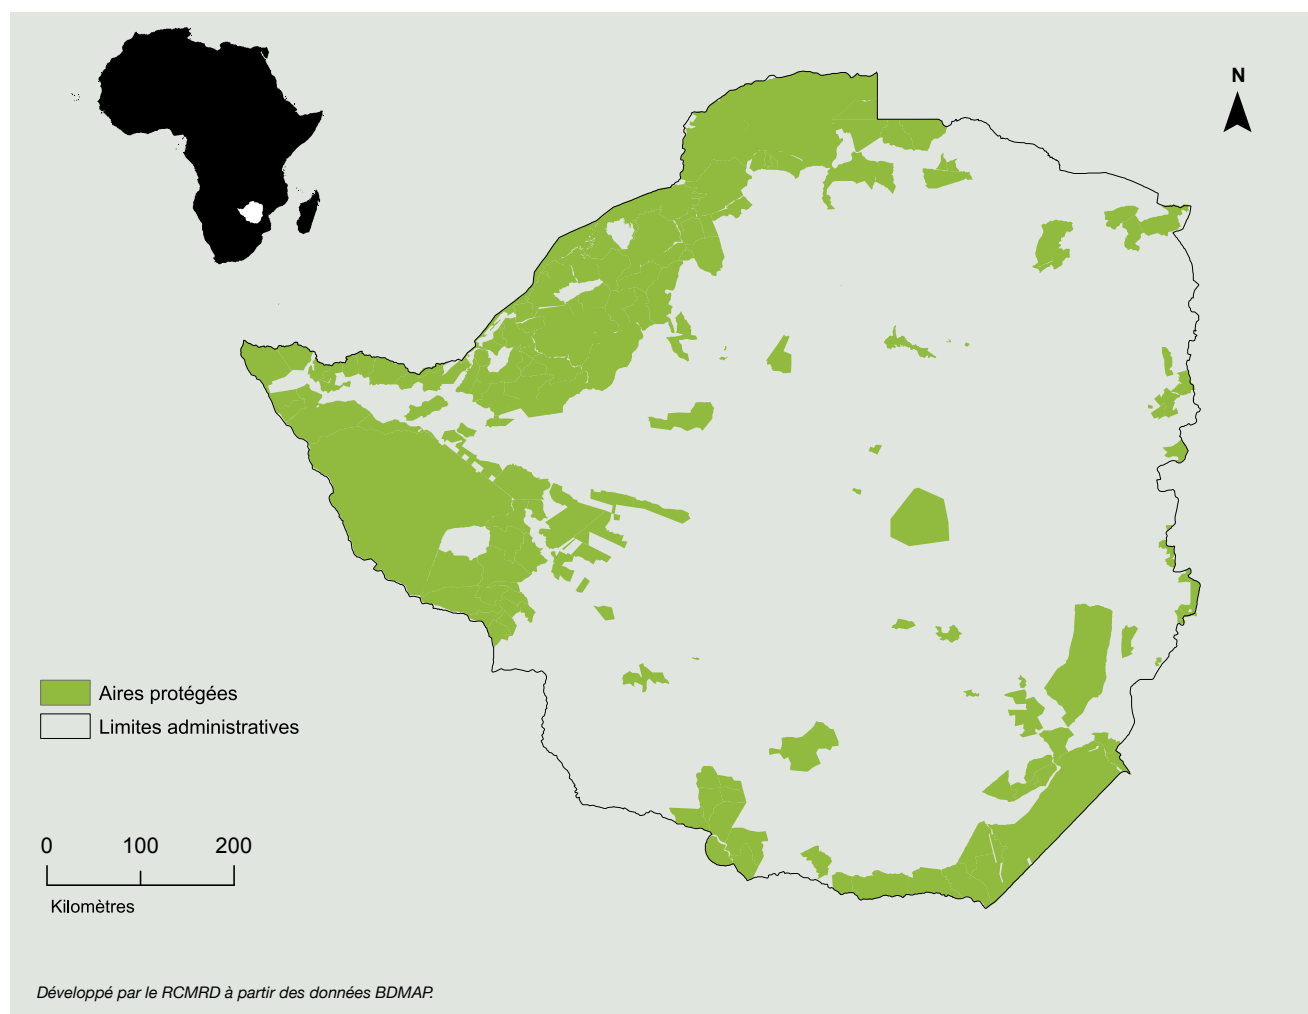 N
Aires protégées
Limites administratives
0 100 200
Kilomètres
Développé par le RCMRD à partir des données BDMAP.